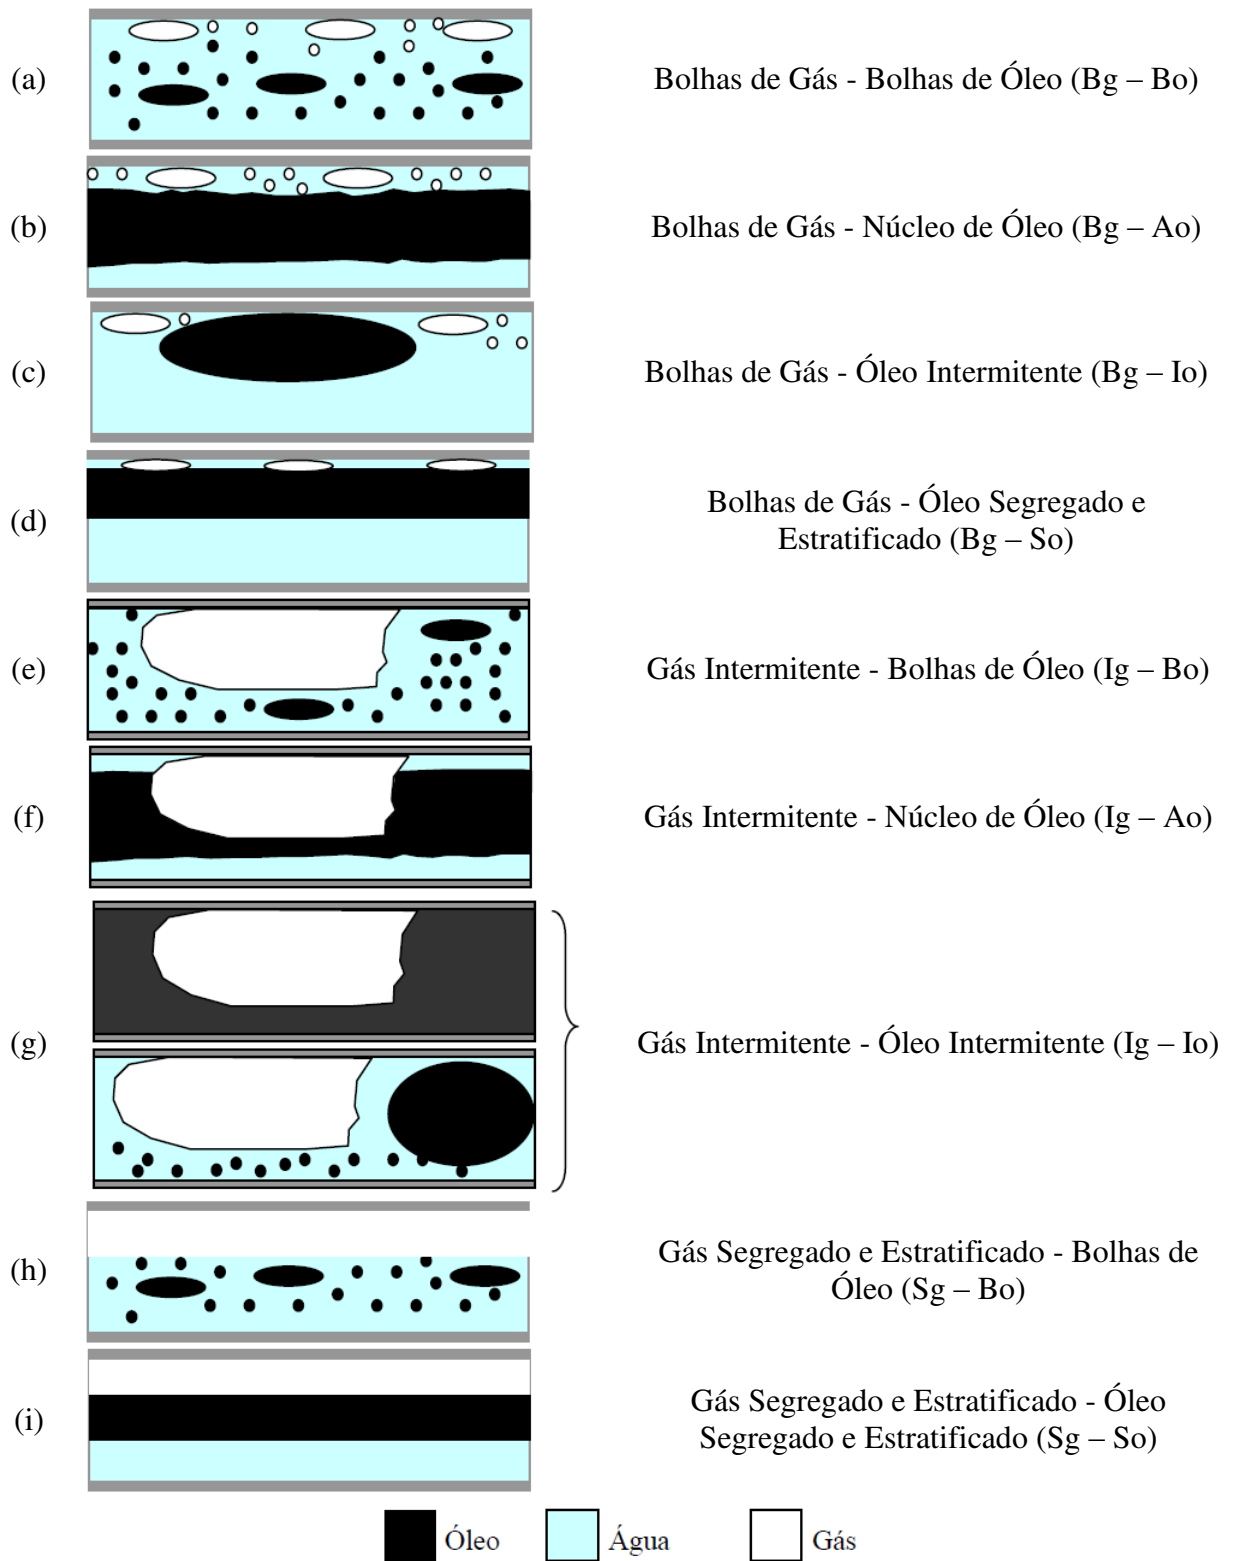 (a) Bolhas de Gás - Bolhas de Óleo (Bg – Bo)
(b) Bolhas de Gás - Núcleo de Óleo (Bg – Ao)
(c) Bolhas de Gás - Óleo Intermitente (Bg – Io)
(d) Bolhas de Gás - Óleo Segregado e
Estratificado (Bg – So)
(e) Gás Intermitente - Bolhas de Óleo (Ig – Bo)
(f) Gás Intermitente - Núcleo de Óleo (Ig – Ao)
(g) Gás Intermitente - Óleo Intermitente (Ig – Io)
(h) Gás Segregado e Estratificado - Bolhas de
Óleo (Sg – Bo)
(i) Gás Segregado e Estratificado - Óleo
Segregado e Estratificado (Sg – So)
Óleo Água Gás